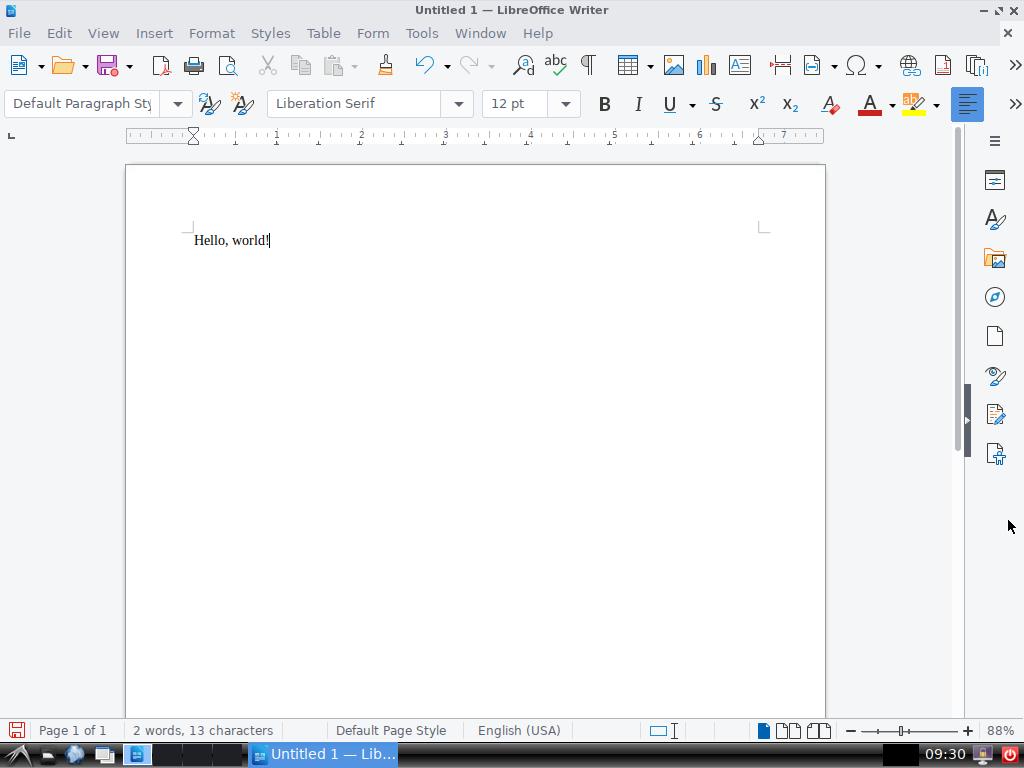 Untitled 1 — LibreOffice Writer
File Edit View Insert Format Styles Table Form Tools Window Help
Default Paragraph Sty Liberation Serif 12 pt
1 2 3 4 5 6 7
Hello, world!
Page 1 of 1 2 words, 13 characters Default Page Style English (USA) 88%
Untitled 1 — Lib... 09:30